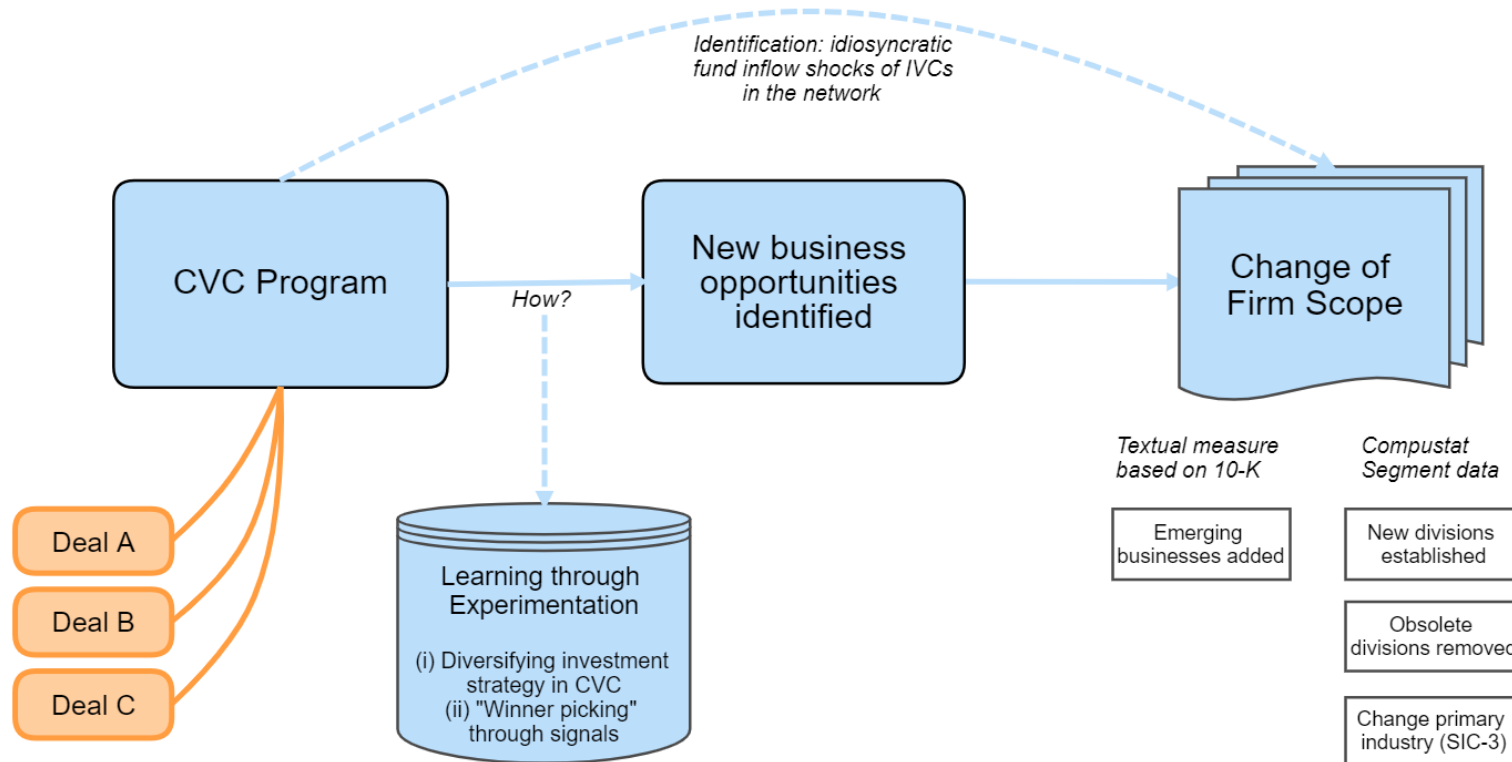 Identification: idiosyncratic
fund inflow shocks of IVCs
in the network
CVC Program
How?
New business
opportunities
identified
Change of
Firm Scope
Deal A
Deal B
Deal C
Learning through
Experimentation
(i) Diversifying investment
strategy in CVC
(ii) "Winner picking"
through signals
Textual measure
based on 10-K
Emerging
businesses added
Compustat
Segment data
New divisions
established
Obsolete
divisions removed
Change primary
industry (SIC-3)